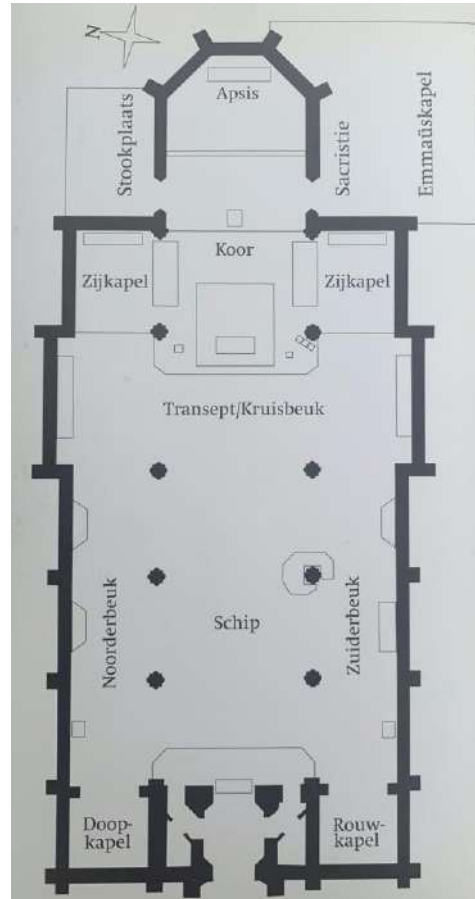 N
Apsis
Stookplaats
Sacristie
Emmaüskapel
Koor
Zijkapel
Zijkapel
Transept/Kruisbeuk
Noorderbeuk
Schip
Zuiderbeuk
Doop-
kapel
Rouw-
kapel